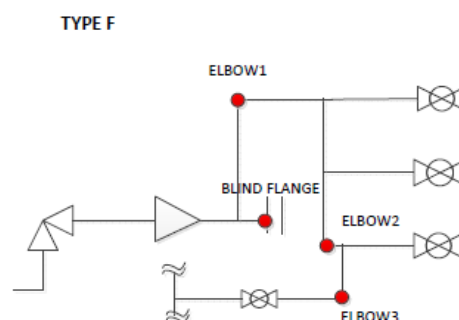 TYPE F
ELBOW1
BLIND FLANGE
ELBOW2
ELBOW3